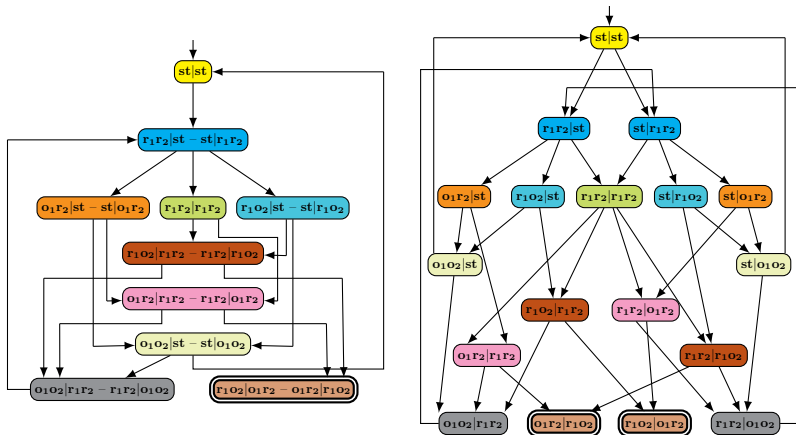 st|st
r₁r₂|st − st|r₁r₂
o₁r₂|st − st|o₁r₂
r₁r₂|r₁r₂
r₁o₂|st − st|r₁o₂
r₁o₂|r₁r₂ − r₁r₂|r₁o₂
o₁r₂|r₁r₂ − r₁r₂|o₁r₂
o₁o₂|st − st|o₁o₂
o₁o₂|r₁r₂ − r₁r₂|o₁o₂
r₁o₂|o₁r₂ − o₁r₂|r₁o₂
st|st
r₁r₂|st
st|r₁r₂
o₁r₂|st
r₁o₂|st
r₁r₂|r₁r₂
st|r₁o₂
st|o₁r₂
o₁o₂|st
st|o₁o₂
r₁o₂|r₁r₂
r₁r₂|o₁r₂
o₁r₂|r₁r₂
r₁r₂|r₁o₂
o₁o₂|r₁r₂
o₁r₂|r₁o₂
r₁o₂|o₁r₂
r₁r₂|o₁o₂